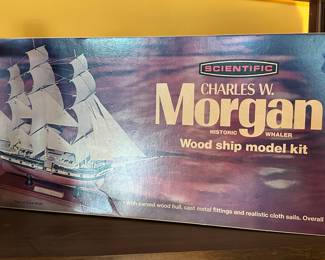 SCIENTIFIC
CHARLES W.
Morgan
HISTORIC WHALER
Wood ship model kit
with carved wood hull, cast metal fittings and realistic cloth sails. Overall